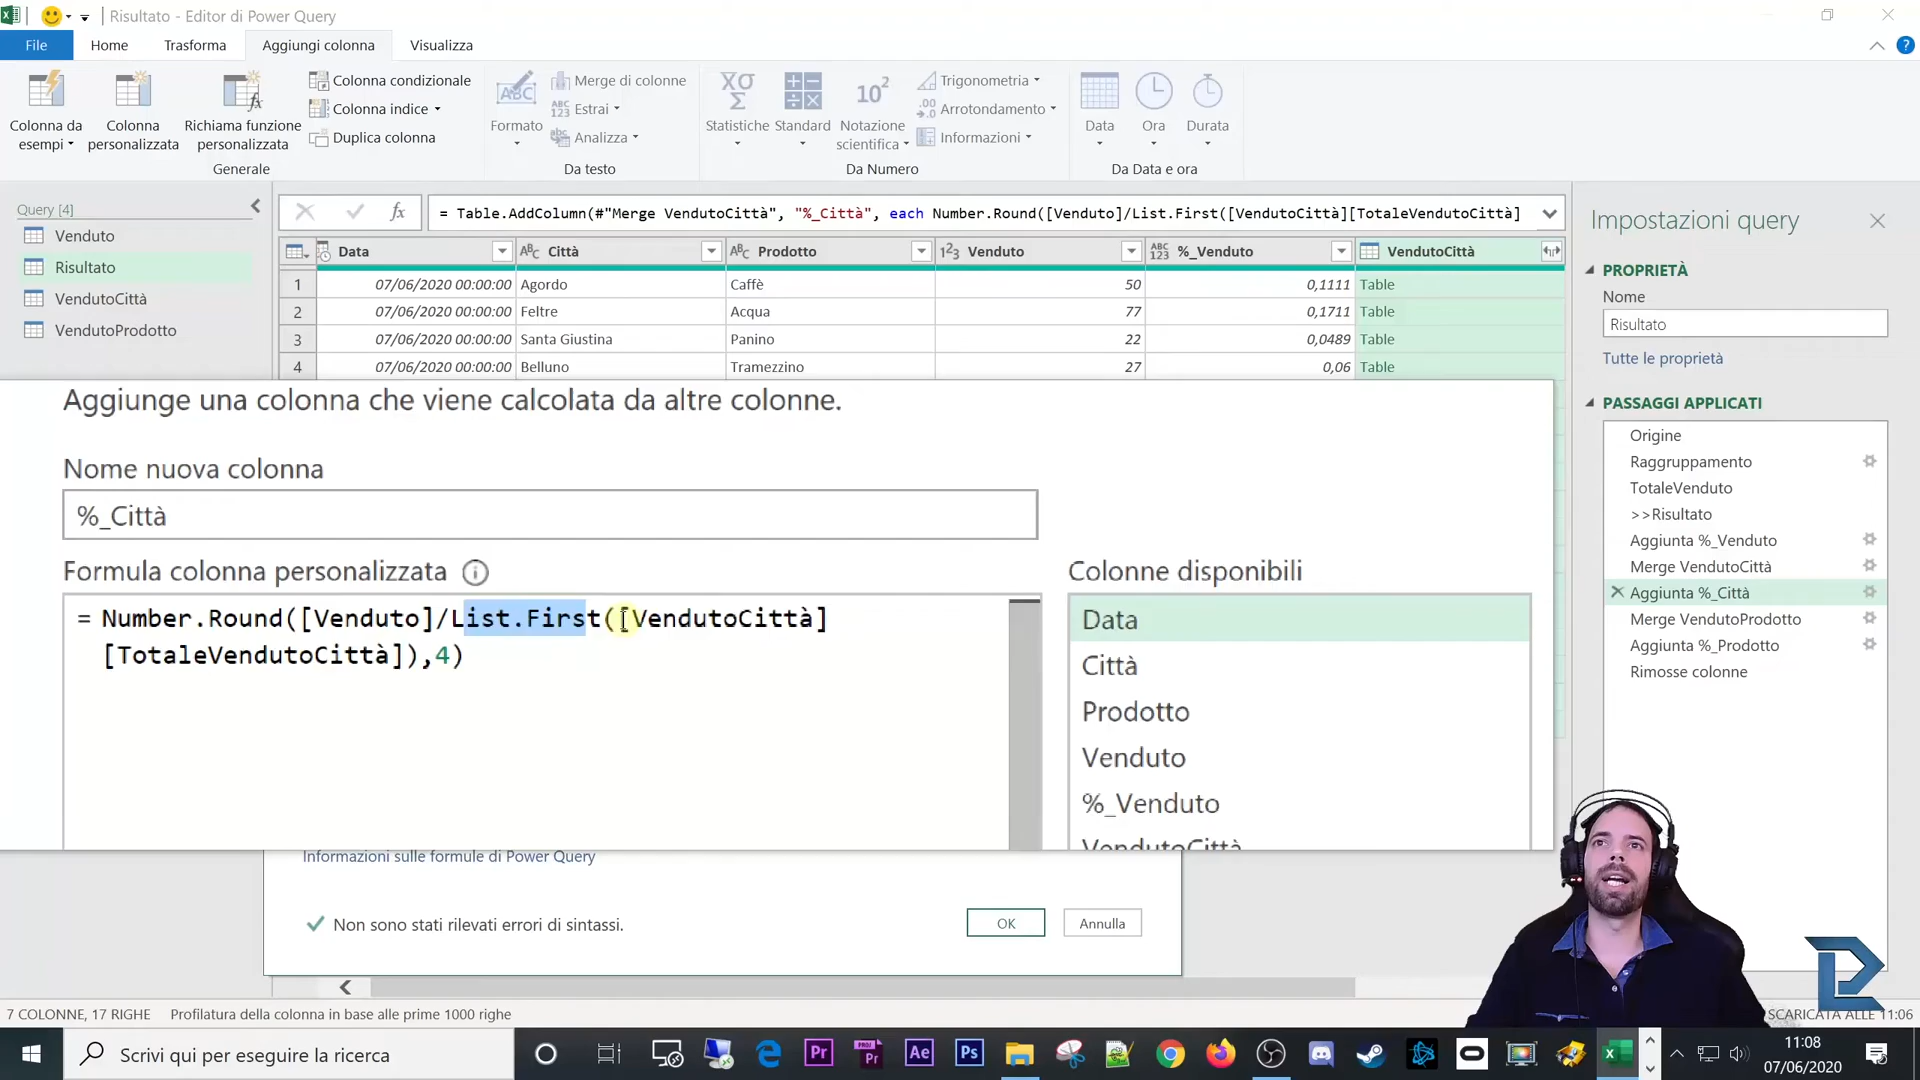 Risultato - Editor di Power Query
File
Home
Trasforma
Aggiungi colonna
Visualizza
Colonna da esempi
Colonna personalizzata
Richiama funzione personalizzata
Colonna condizionale
Colonna indice
Duplica colonna
Generale
Formato
Merge di colonne
Estrai
Analizza
Da testo
Statistiche
Standard
Notazione scientifica
Trigonometria
Arrotondamento
Informazioni
Da Numero
Data
Ora
Durata
Da Data e ora
Query [4]
Venduto
Risultato
VendutoCittà
VendutoProdotto
= Table.AddColumn(#"Merge VendutoCittà", "%_Città", each Number.Round([Venduto]/List.First([VendutoCittà][TotaleVendutoCittà]
Data Città Prodotto Venduto %_Venduto VendutoCittà
1 07/06/2020 00:00:00 Agordo Caffè 50 0,1111 Table
2 07/06/2020 00:00:00 Feltre Acqua 77 0,1711 Table
3 07/06/2020 00:00:00 Santa Giustina Panino 22 0,0489 Table
4 07/06/2020 00:00:00 Belluno Tramezzino 27 0,06 Table
Aggiunge una colonna che viene calcolata da altre colonne.
Nome nuova colonna
%_Città
Formula colonna personalizzata
= Number.Round([Venduto]/List.First([VendutoCittà]
[TotaleVendutoCittà]),4)
Colonne disponibili
Data
Città
Prodotto
Venduto
%_Venduto
VendutoCittà
Informazioni sulle formule di Power Query
Non sono stati rilevati errori di sintassi.
OK
Annulla
Impostazioni query
PROPRIETÀ
Nome
Risultato
Tutte le proprietà
PASSAGGI APPLICATI
Origine
Raggruppamento
TotaleVenduto
>>Risultato
Aggiunta %_Venduto
Merge VendutoCittà
Aggiunta %_Città
Merge VendutoProdotto
Aggiunta %_Prodotto
Rimosse colonne
7 COLONNE, 17 RIGHE
Profilatura della colonna in base alle prime 1000 righe
SCARICATA ALLE 11:06
Scrivi qui per eseguire la ricerca
11:08
07/06/2020